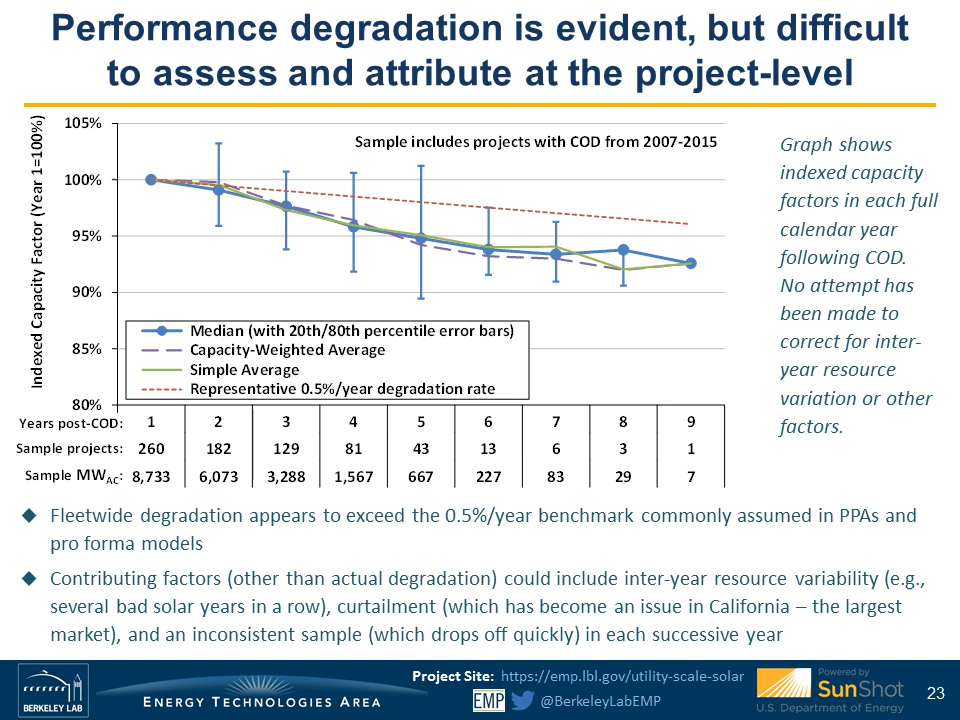 Performance degradation is evident, but difficult
to assess and attribute at the project-level
Indexed Capacity Factor (Year 1=100%)
105%
100%
95%
90%
85%
80%
Sample includes projects with COD from 2007-2015
Median (with 20th/80th percentile error bars)
Capacity-Weighted Average
Simple Average
Representative 0.5%/year degradation rate
Years post-COD: 1 2 3 4 5 6 7 8 9
Sample projects: 260 182 129 81 43 13 6 3 1
Sample MWAC: 8,733 6,073 3,288 1,567 667 227 83 29 7
Graph shows
indexed capacity
factors in each full
calendar year
following COD.
No attempt has
been made to
correct for inter-
year resource
variation or other
factors.
◆ Fleetwide degradation appears to exceed the 0.5%/year benchmark commonly assumed in PPAs and
pro forma models
◆ Contributing factors (other than actual degradation) could include inter-year resource variability (e.g.,
several bad solar years in a row), curtailment (which has become an issue in California – the largest
market), and an inconsistent sample (which drops off quickly) in each successive year
BERKELEY LAB
ENERGY TECHNOLOGIES AREA
Project Site: https://emp.lbl.gov/utility-scale-solar
EMP @BerkeleyLabEMP
Powered by
SunShot
U.S. Department of Energy
23